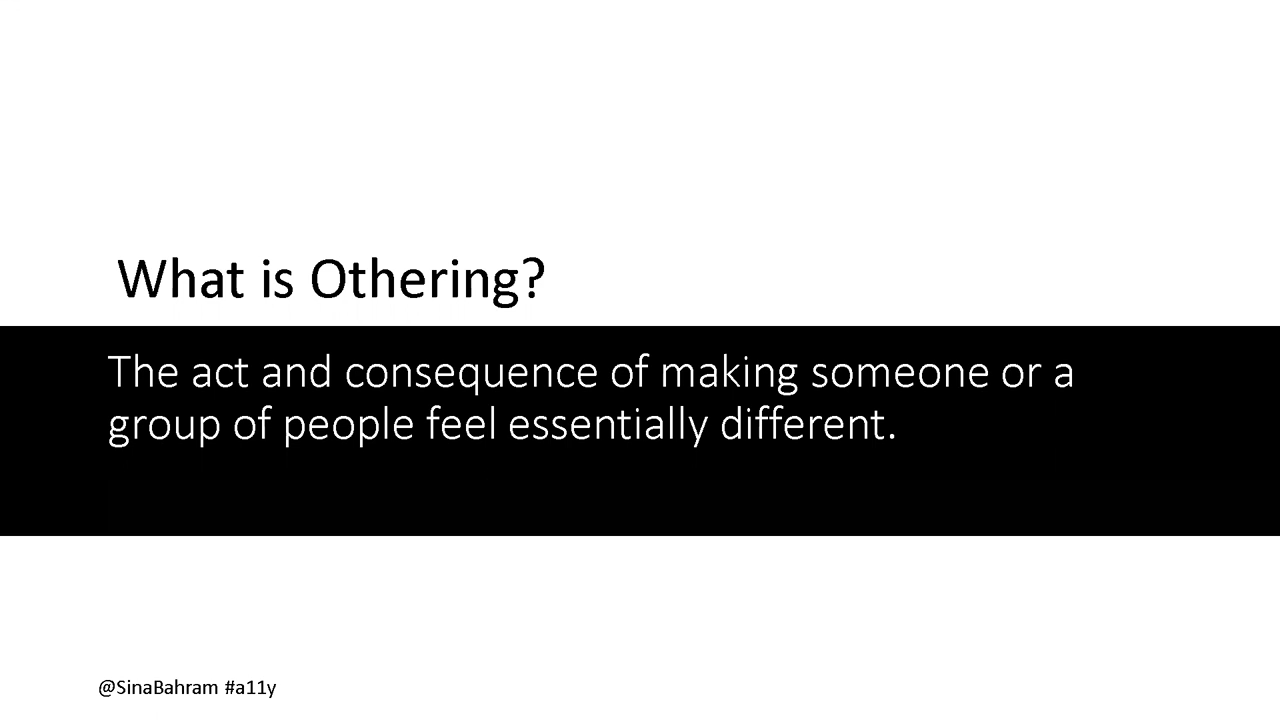 What is Othering?
The act and consequence of making someone or a
group of people feel essentially different.
@SinaBahram #a11y